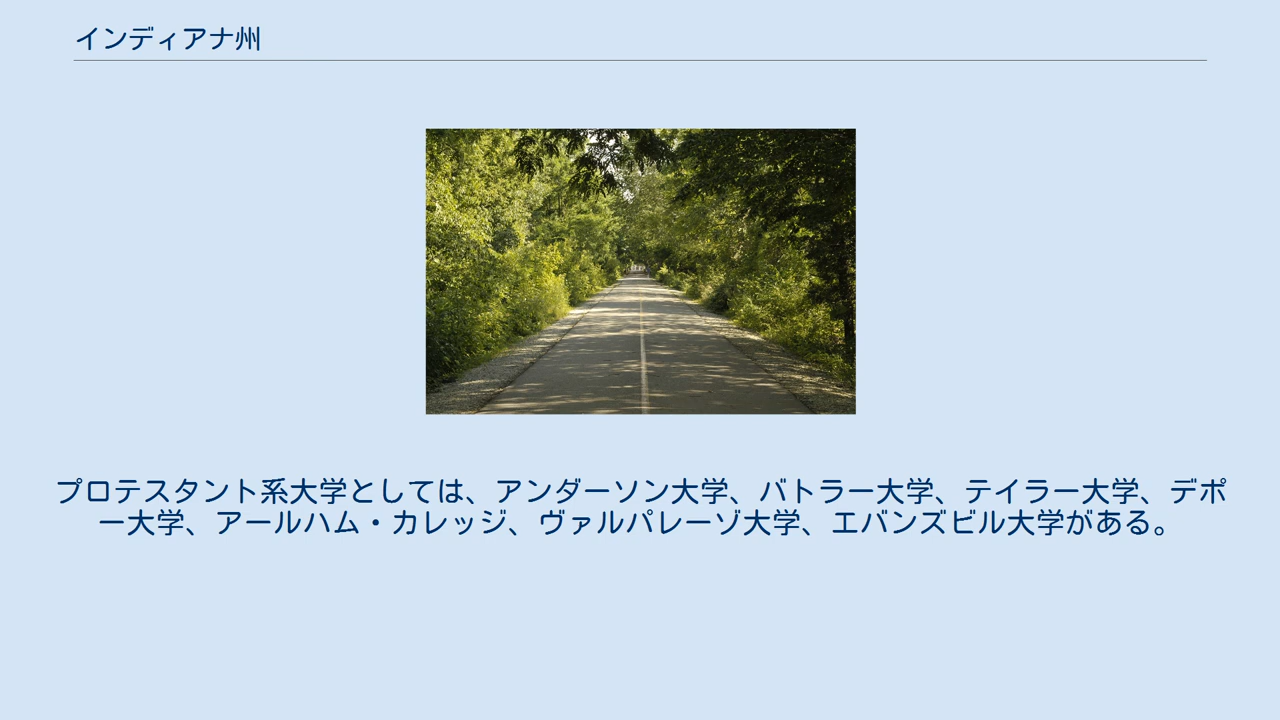 インディアナ州
プロテスタント系大学としては、アンダーソン大学、バトラー大学、テイラー大学、デポ
ー大学、アールハム・カレッジ、ヴァルパレーゾ大学、エバンズビル大学がある。